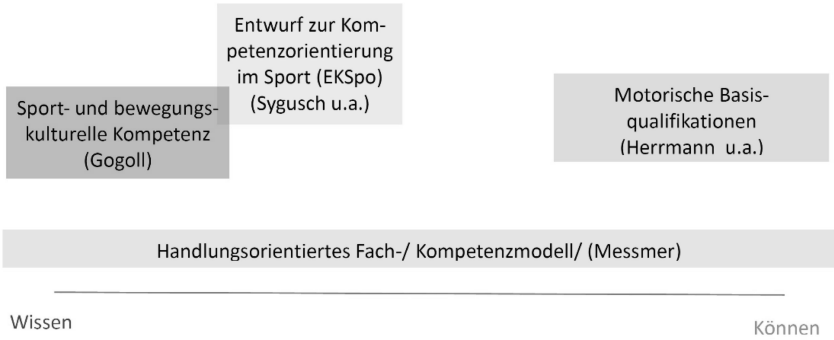 Entwurf zur Kom-
petenzorientierung
im Sport (EKSpo)
(Sygusch u.a.)
Sport- und bewegungs-
kulturelle Kompetenz
(Gogoll)
Motorische Basis-
qualifikationen
(Herrmann u.a.)
Handlungsorientiertes Fach-/ Kompetenzmodell/ (Messmer)
Wissen
Können